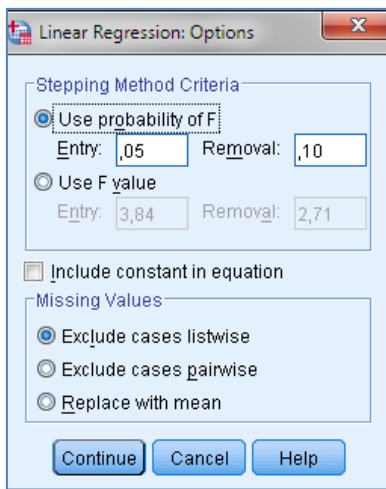 Linear Regression: Options
Stepping Method Criteria
Use probability of F
Entry: ,05 Removal: ,10
Use F value
Entry: 3,84 Removal: 2,71
Include constant in equation
Missing Values
Exclude cases listwise
Exclude cases pairwise
Replace with mean
Continue Cancel Help